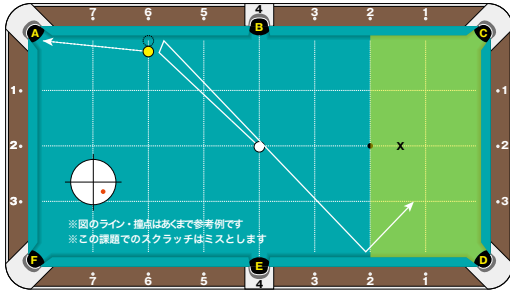 7 6 5 4 3 2 1
A B C
1 1
2 x 2
3 3
※図のライン・撞点はあくまで参考例です
※この課題でのスクラッチはミスとします
F E D
7 6 5 4 3 2 1